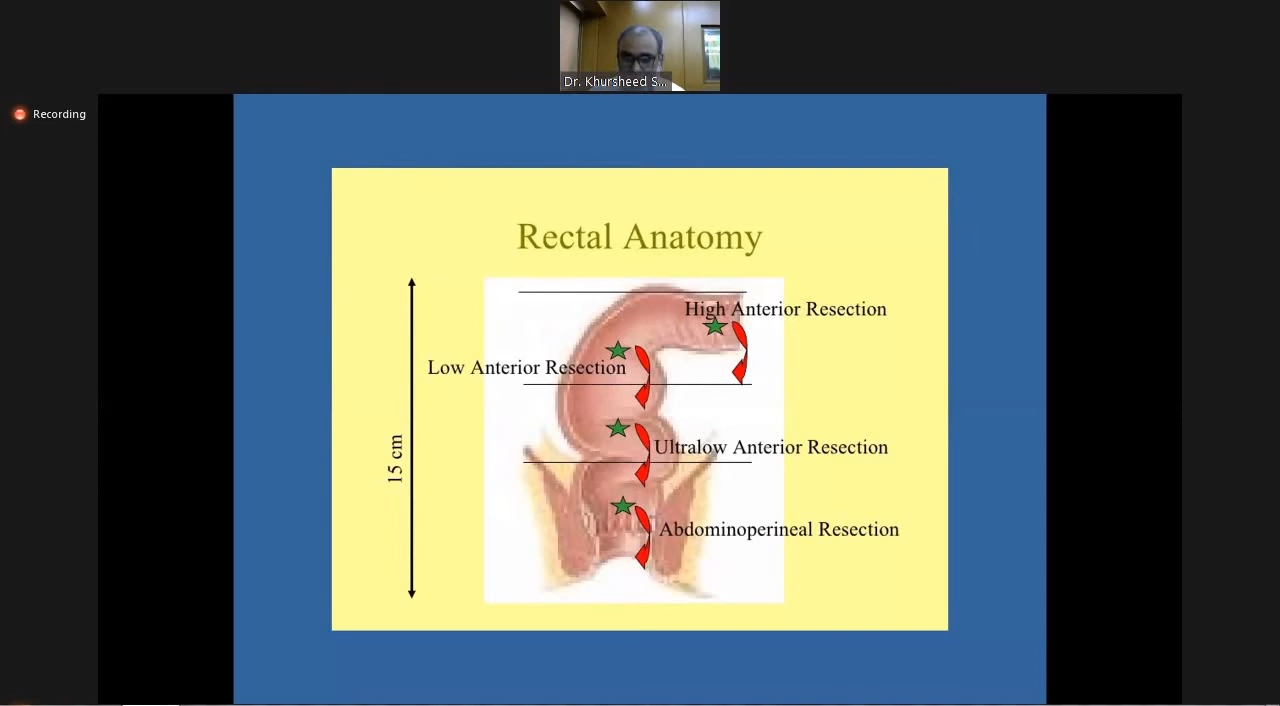 Dr. Khursheed S...
Recording
Rectal Anatomy
High Anterior Resection
Low Anterior Resection
15 cm
Ultralow Anterior Resection
Abdominoperineal Resection